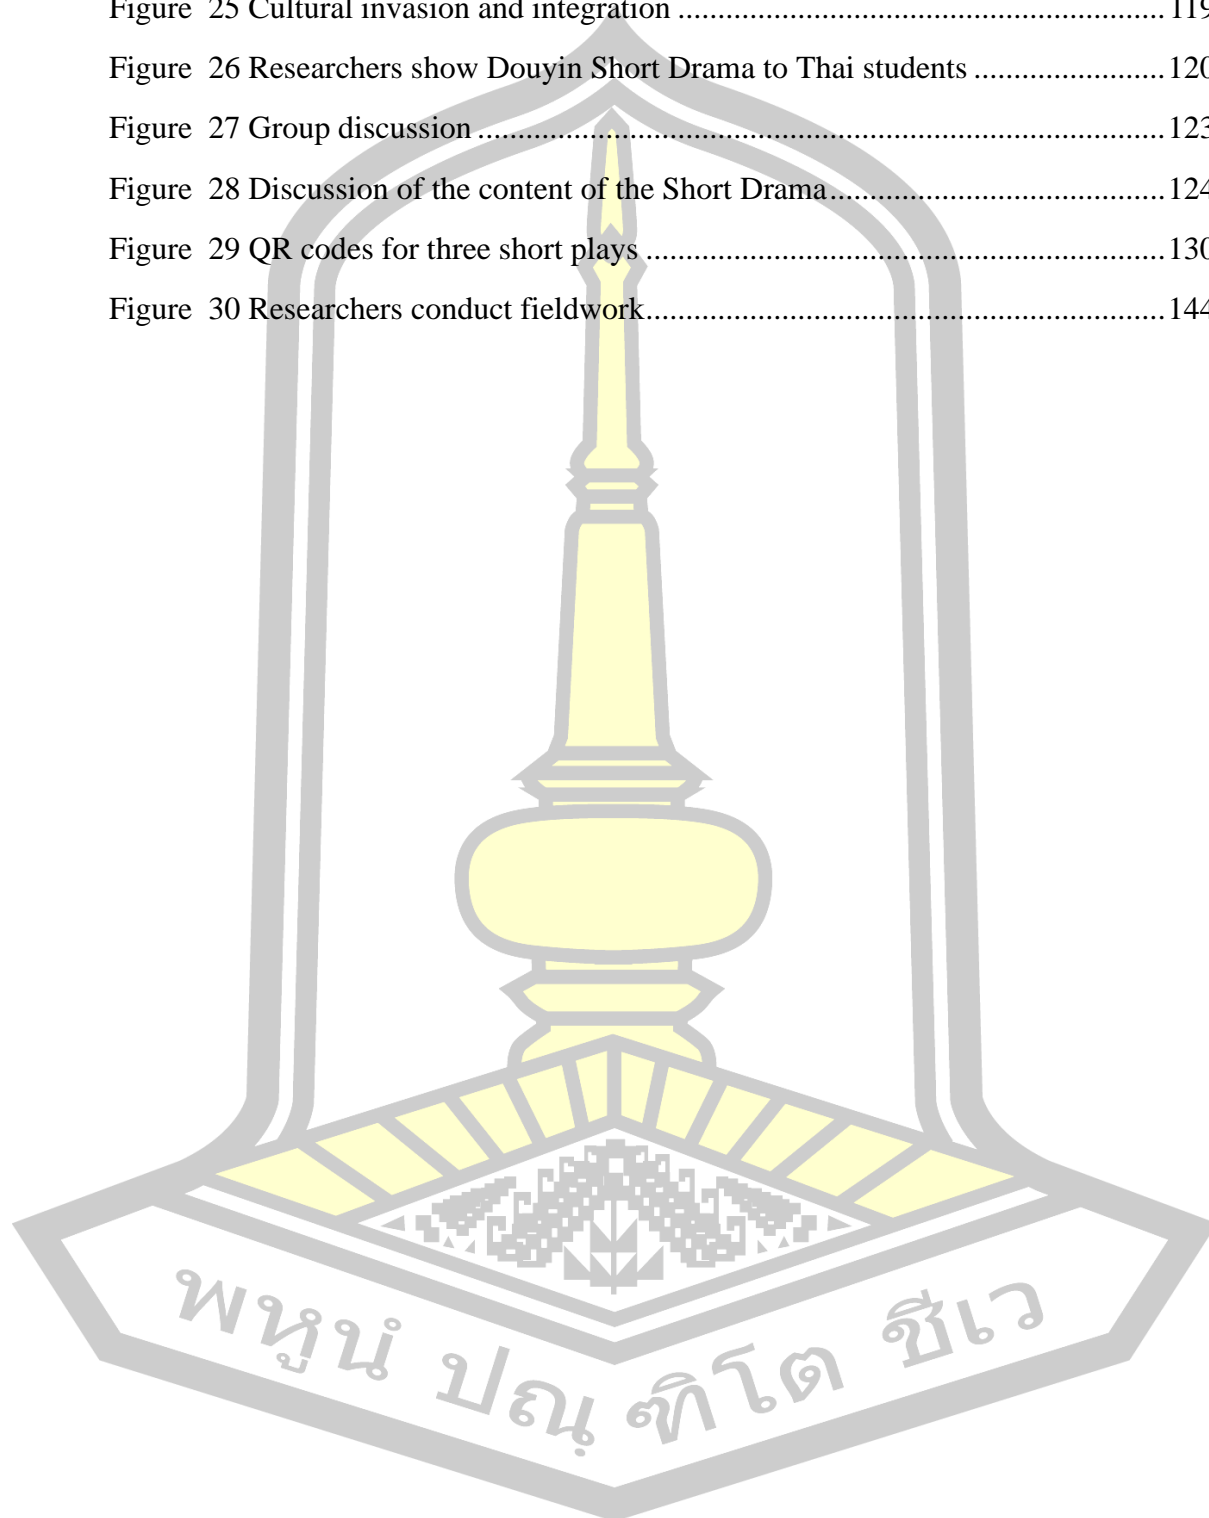 Figure 25 Cultural invasion and integration ........................................ 119
Figure 26 Researchers show Douyin Short Drama to Thai students ........................ 120
Figure 27 Group discussion ........................................ 123
Figure 28 Discussion of the content of the Short Drama ........................................ 124
Figure 29 QR codes for three short plays ........................................ 130
Figure 30 Researchers conduct fieldwork ........................................ 144
พหูนํ ปณฺฑิโต ชีเว